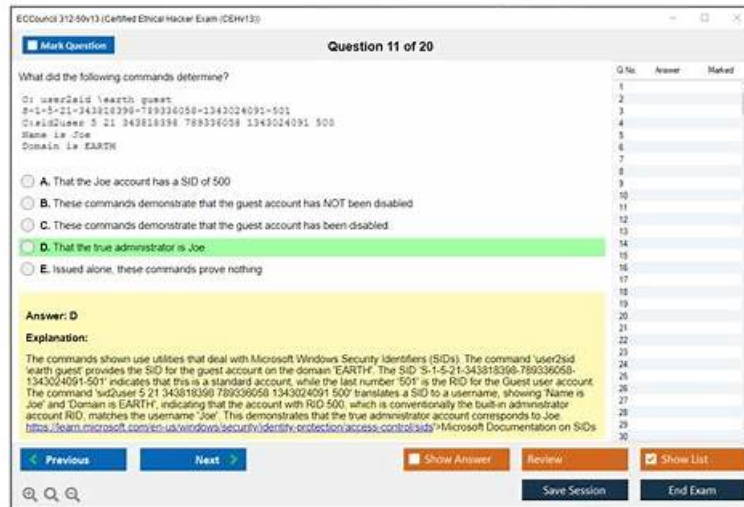 ECCouncil 312-50v13 (Certified Ethical Hacker Exam (CEHv13))
Mark Question
Question 11 of 20
Q No. Answer Marked
What did the following commands determine?
C: user2sid \earth guest
S-1-5-21-343818398-789336058-1343024091-501
C:sid2user 5 21 343818398 789336058 1343024091 500
Name is Joe
Domain is EARTH
A. That the Joe account has a SID of 500
B. These commands demonstrate that the guest account has NOT been disabled
C. These commands demonstrate that the guest account has been disabled
D. That the true administrator is Joe
E. Issued alone, these commands prove nothing
Answer: D
Explanation:
The commands shown use utilities that deal with Microsoft Windows Security Identifiers (SIDs). The command 'user2sid
\earth guest' provides the SID for the guest account on the domain 'EARTH'. The SID 'S-1-5-21-343818398-789336058-
1343024091-501' indicates that this is a standard account, while the last number '501' is the RID for the Guest user account.
The command 'sid2user 5 21 343818398 789336058 1343024091 500' translates a SID to a username, showing 'Name is
Joe' and 'Domain is EARTH', indicating that the account with RID 500, which is conventionally the built-in administrator
account RID, matches the username 'Joe'. This demonstrates that the true administrator account corresponds to Joe.
https://learn.microsoft.com/en-us/windows/security/identity-protection/access-control/sids'>Microsoft Documentation on SIDs
1
2
3
4
5
6
7
8
9
10
11
12
13
14
15
16
17
18
19
20
21
22
23
24
25
26
27
28
29
30
Previous
Next
Show Answer
Review
Show List
Save Session
End Exam